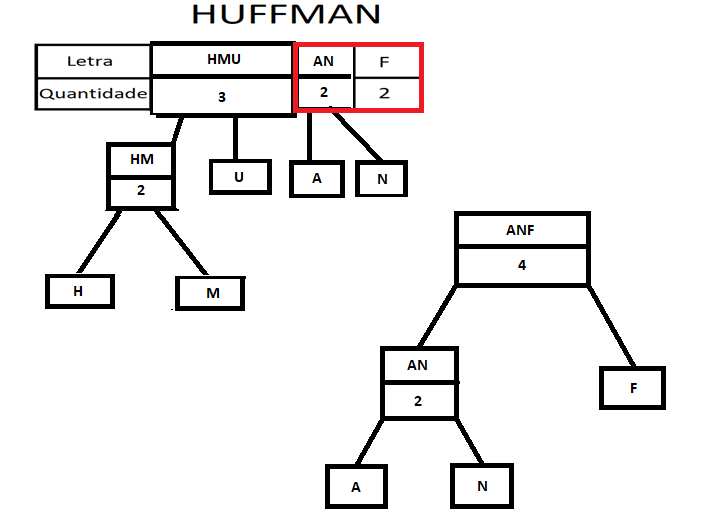 HUFFMAN
Letra HMU AN F
Quantidade 3 2 2
HM
2
U A N
H M
ANF
4
AN
2
F
A N